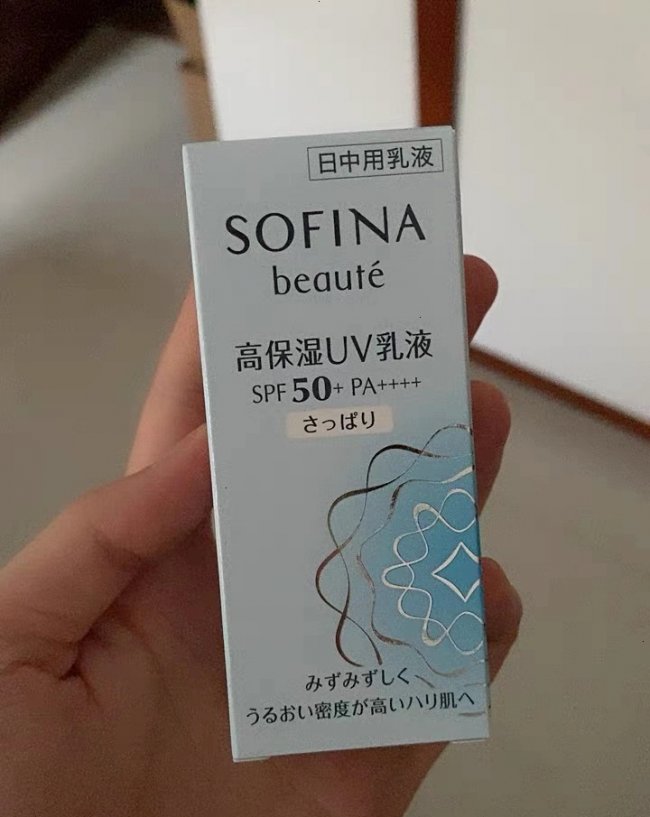 日中用乳液
SOFINA
beauté
高保湿UV乳液
SPF 50+ PA++++
さっぱり
みずみずしく
うるおい密度が高いハリ肌へ